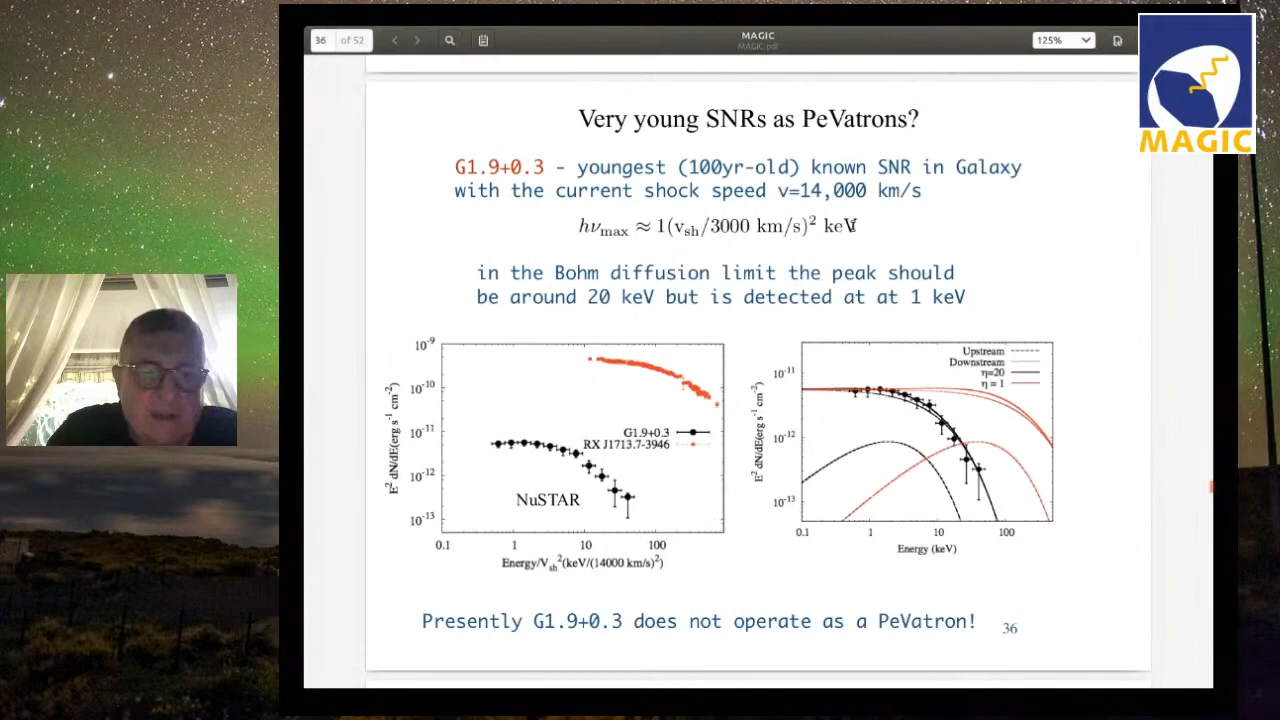 36 of 52
MAGIC
MAGIC.pdf
125%
MAGIC
Very young SNRs as PeVatrons?
G1.9+0.3 - youngest (100yr-old) known SNR in Galaxy
with the current shock speed v=14,000 km/s
hν_max ≈ 1(v_sh/3000 km/s)² keV
in the Bohm diffusion limit the peak should
be around 20 keV but is detected at at 1 keV
10⁻⁹
10⁻¹⁰
10⁻¹¹
10⁻¹²
10⁻¹³
E² dN/dE(erg s⁻¹ cm⁻²)
G1.9+0.3
RX J1713.7-3946
NuSTAR
0.1 1 10 100
Energy/V_sh²(keV/(14000 km/s)²)
Upstream
Downstream
η=20
η = 1
10⁻¹¹
10⁻¹²
10⁻¹³
E² dN/dE(erg s⁻¹ cm⁻²)
0.1 1 10 100
Energy (keV)
Presently G1.9+0.3 does not operate as a PeVatron!
36